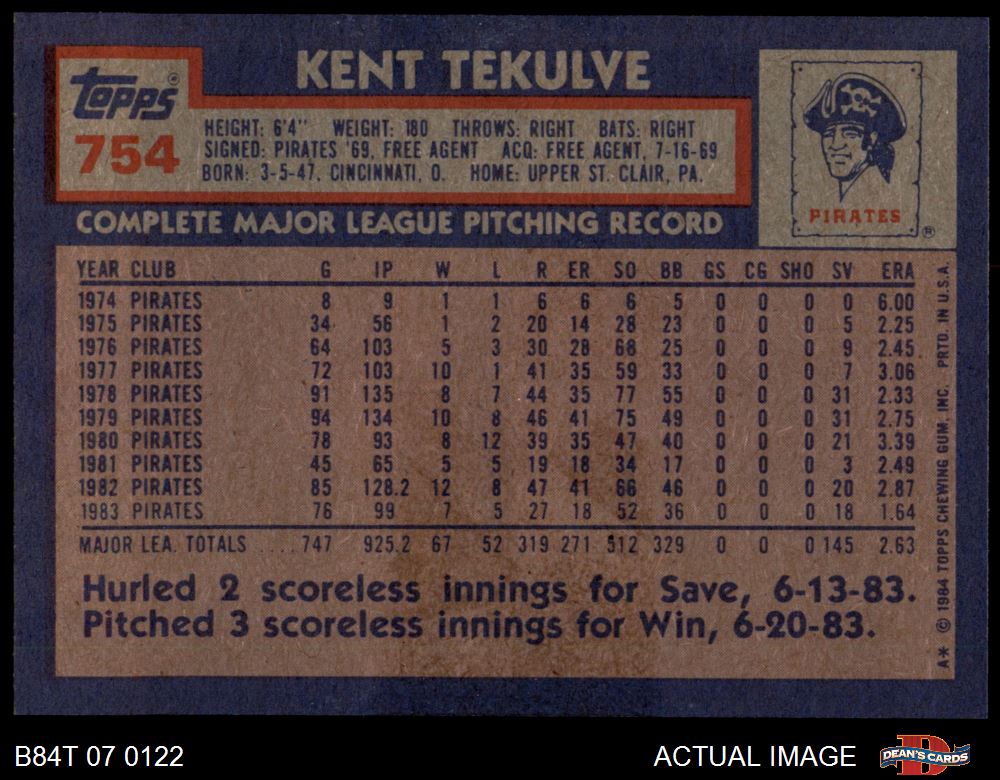 KENT TEKULVE
Topps
754
HEIGHT: 6'4" WEIGHT: 180 THROWS: RIGHT BATS: RIGHT
SIGNED: PIRATES '69, FREE AGENT ACQ: FREE AGENT, 7-16-69
BORN: 3-5-47, CINCINNATI, O. HOME: UPPER ST. CLAIR, PA.
PIRATES ®
COMPLETE MAJOR LEAGUE PITCHING RECORD
YEAR CLUB G IP W L R ER SO BB GS CG SHO SV ERA
1974 PIRATES 8 9 1 1 6 6 6 5 0 0 0 0 6.00
1975 PIRATES 34 56 1 2 20 14 28 23 0 0 0 5 2.25
1976 PIRATES 64 103 5 3 30 28 68 25 0 0 0 9 2.45
1977 PIRATES 72 103 10 1 41 35 59 33 0 0 0 7 3.06
1978 PIRATES 91 135 8 7 44 35 77 55 0 0 0 31 2.33
1979 PIRATES 94 134 10 8 46 41 75 49 0 0 0 31 2.75
1980 PIRATES 78 93 8 12 39 35 47 40 0 0 0 21 3.39
1981 PIRATES 45 65 5 5 19 18 34 17 0 0 0 3 2.49
1982 PIRATES 85 128.2 12 8 47 41 66 46 0 0 0 20 2.87
1983 PIRATES 76 99 7 5 27 18 52 36 0 0 0 18 1.64
MAJOR LEA. TOTALS .... 747 925.2 67 52 319 271 512 329 0 0 0 145 2.63
Hurled 2 scoreless innings for Save, 6-13-83.
Pitched 3 scoreless innings for Win, 6-20-83.
A* © 1984 TOPPS CHEWING GUM, INC. PRTD. IN U.S.A.
B84T 07 0122
ACTUAL IMAGE
DEAN'S CARDS